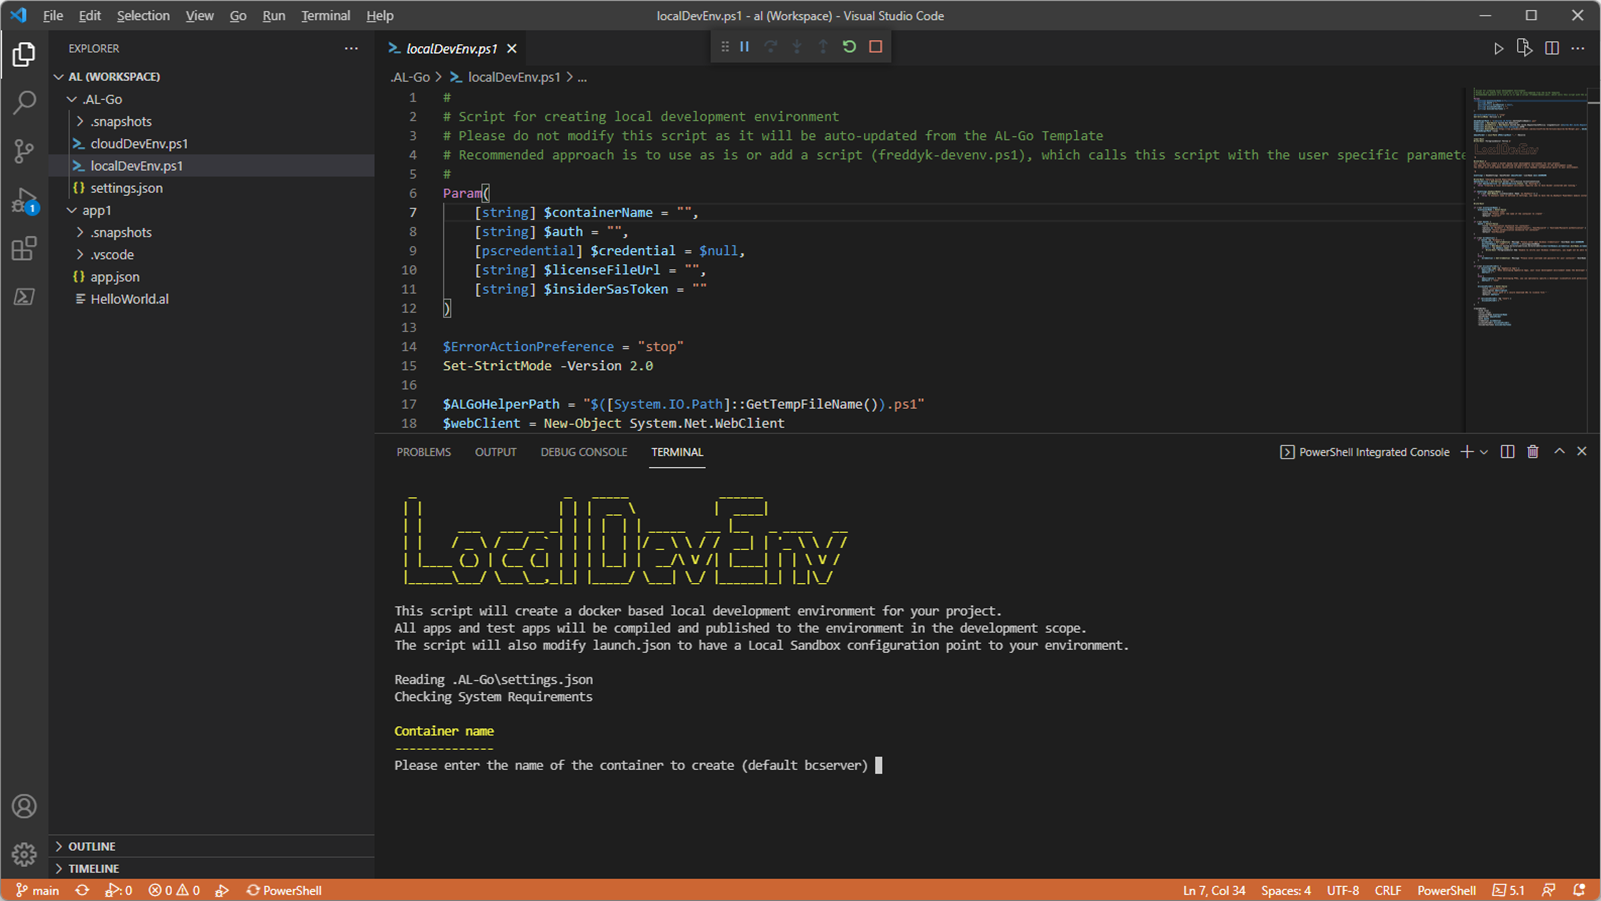 File Edit Selection View Go Run Terminal Help
localDevEnv.ps1 - al (Workspace) - Visual Studio Code
EXPLORER
AL (WORKSPACE)
.AL-Go
.snapshots
cloudDevEnv.ps1
localDevEnv.ps1
settings.json
app1
.snapshots
.vscode
app.json
HelloWorld.al
OUTLINE
TIMELINE
1
localDevEnv.ps1
.AL-Go > localDevEnv.ps1 > ...
1 #
2 # Script for creating local development environment
3 # Please do not modify this script as it will be auto-updated from the AL-Go Template
4 # Recommended approach is to use as is or add a script (freddyk-devenv.ps1), which calls this script with the user specific paramete
5 #
6 Param(
7 [string] $containerName = "",
8 [string] $auth = "",
9 [pscredential] $credential = $null,
10 [string] $licenseFileUrl = "",
11 [string] $insiderSasToken = ""
12 )
13
14 $ErrorActionPreference = "stop"
15 Set-StrictMode -Version 2.0
16
17 $ALGoHelperPath = "$([System.IO.Path]::GetTempFileName()).ps1"
18 $webClient = New-Object System.Net.WebClient
PROBLEMS OUTPUT DEBUG CONSOLE TERMINAL
PowerShell Integrated Console
LocalDevEnv
This script will create a docker based local development environment for your project.
All apps and test apps will be compiled and published to the environment in the development scope.
The script will also modify launch.json to have a Local Sandbox configuration point to your environment.
Reading .AL-Go\settings.json
Checking System Requirements
Container name
--------------
Please enter the name of the container to create (default bcserver)
main 0 0 0 PowerShell
Ln 7, Col 34 Spaces: 4 UTF-8 CRLF PowerShell 5.1